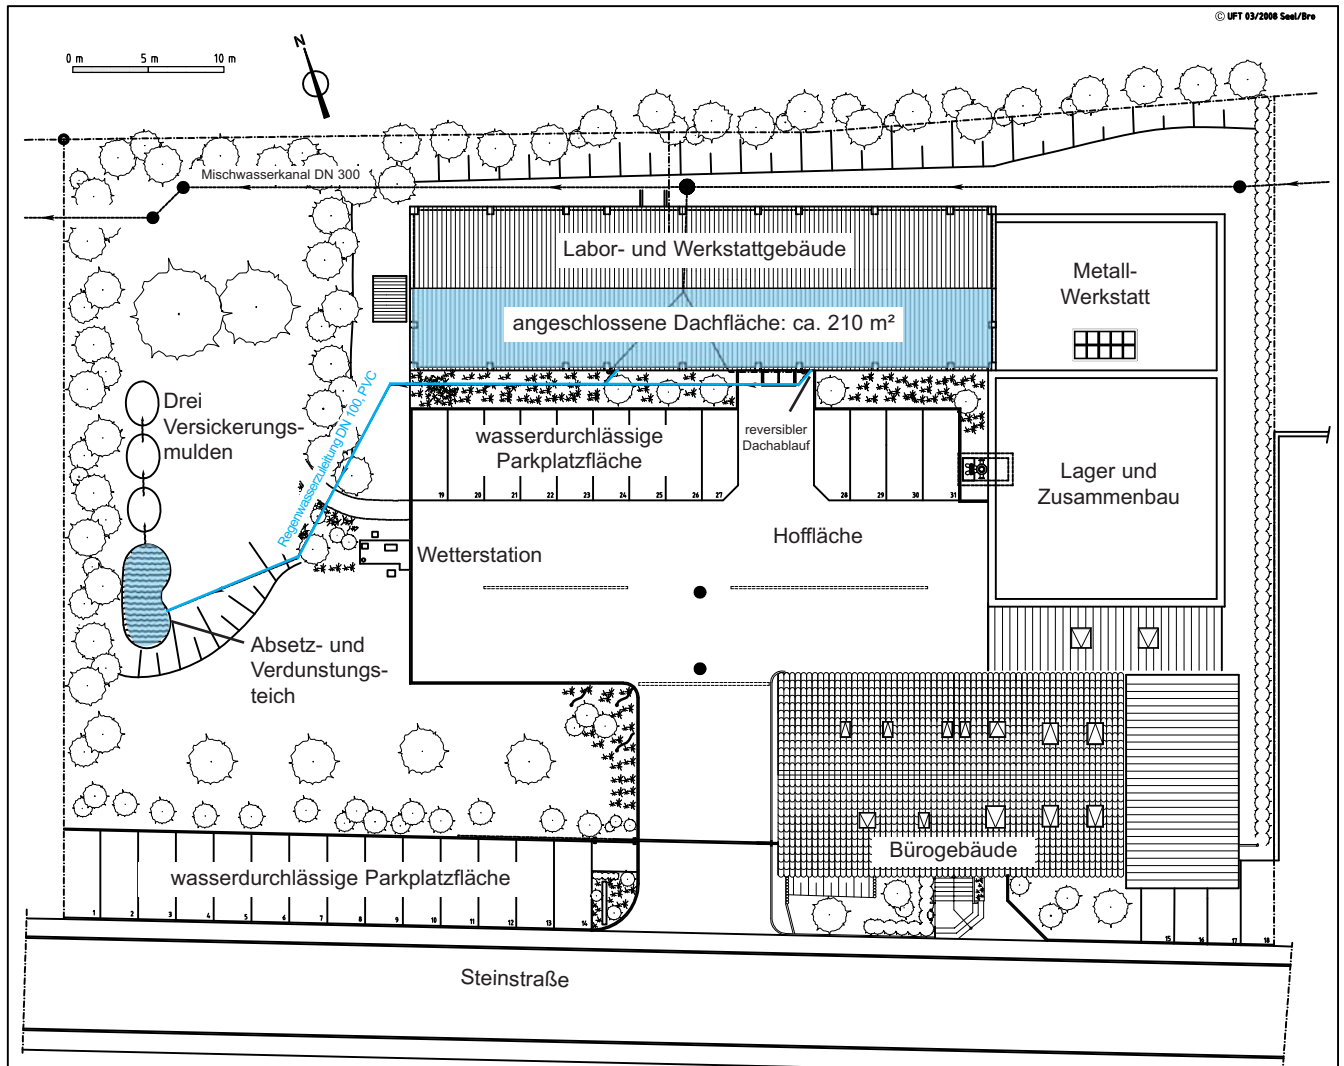 © UFT 03/2008 Seel/Bro
0 m 5 m 10 m
N
Mischwasserkanal DN 300
Labor- und Werkstattgebäude
angeschlossene Dachfläche: ca. 210 m²
Metall-
Werkstatt
Drei
Versickerungs-
mulden
Regenwasserzuleitung DN 100, PVC
wasserdurchlässige
Parkplatzfläche
reversibler
Dachablauf
Lager und
Zusammenbau
19 20 21 22 23 24 25 26 27 28 29 30 31
Hoffläche
Wetterstation
Absetz- und
Verdunstungs-
teich
Bürogebäude
wasserdurchlässige Parkplatzfläche
1 2 3 4 5 6 7 8 9 10 11 12 13 14 15 16 17 18
Steinstraße